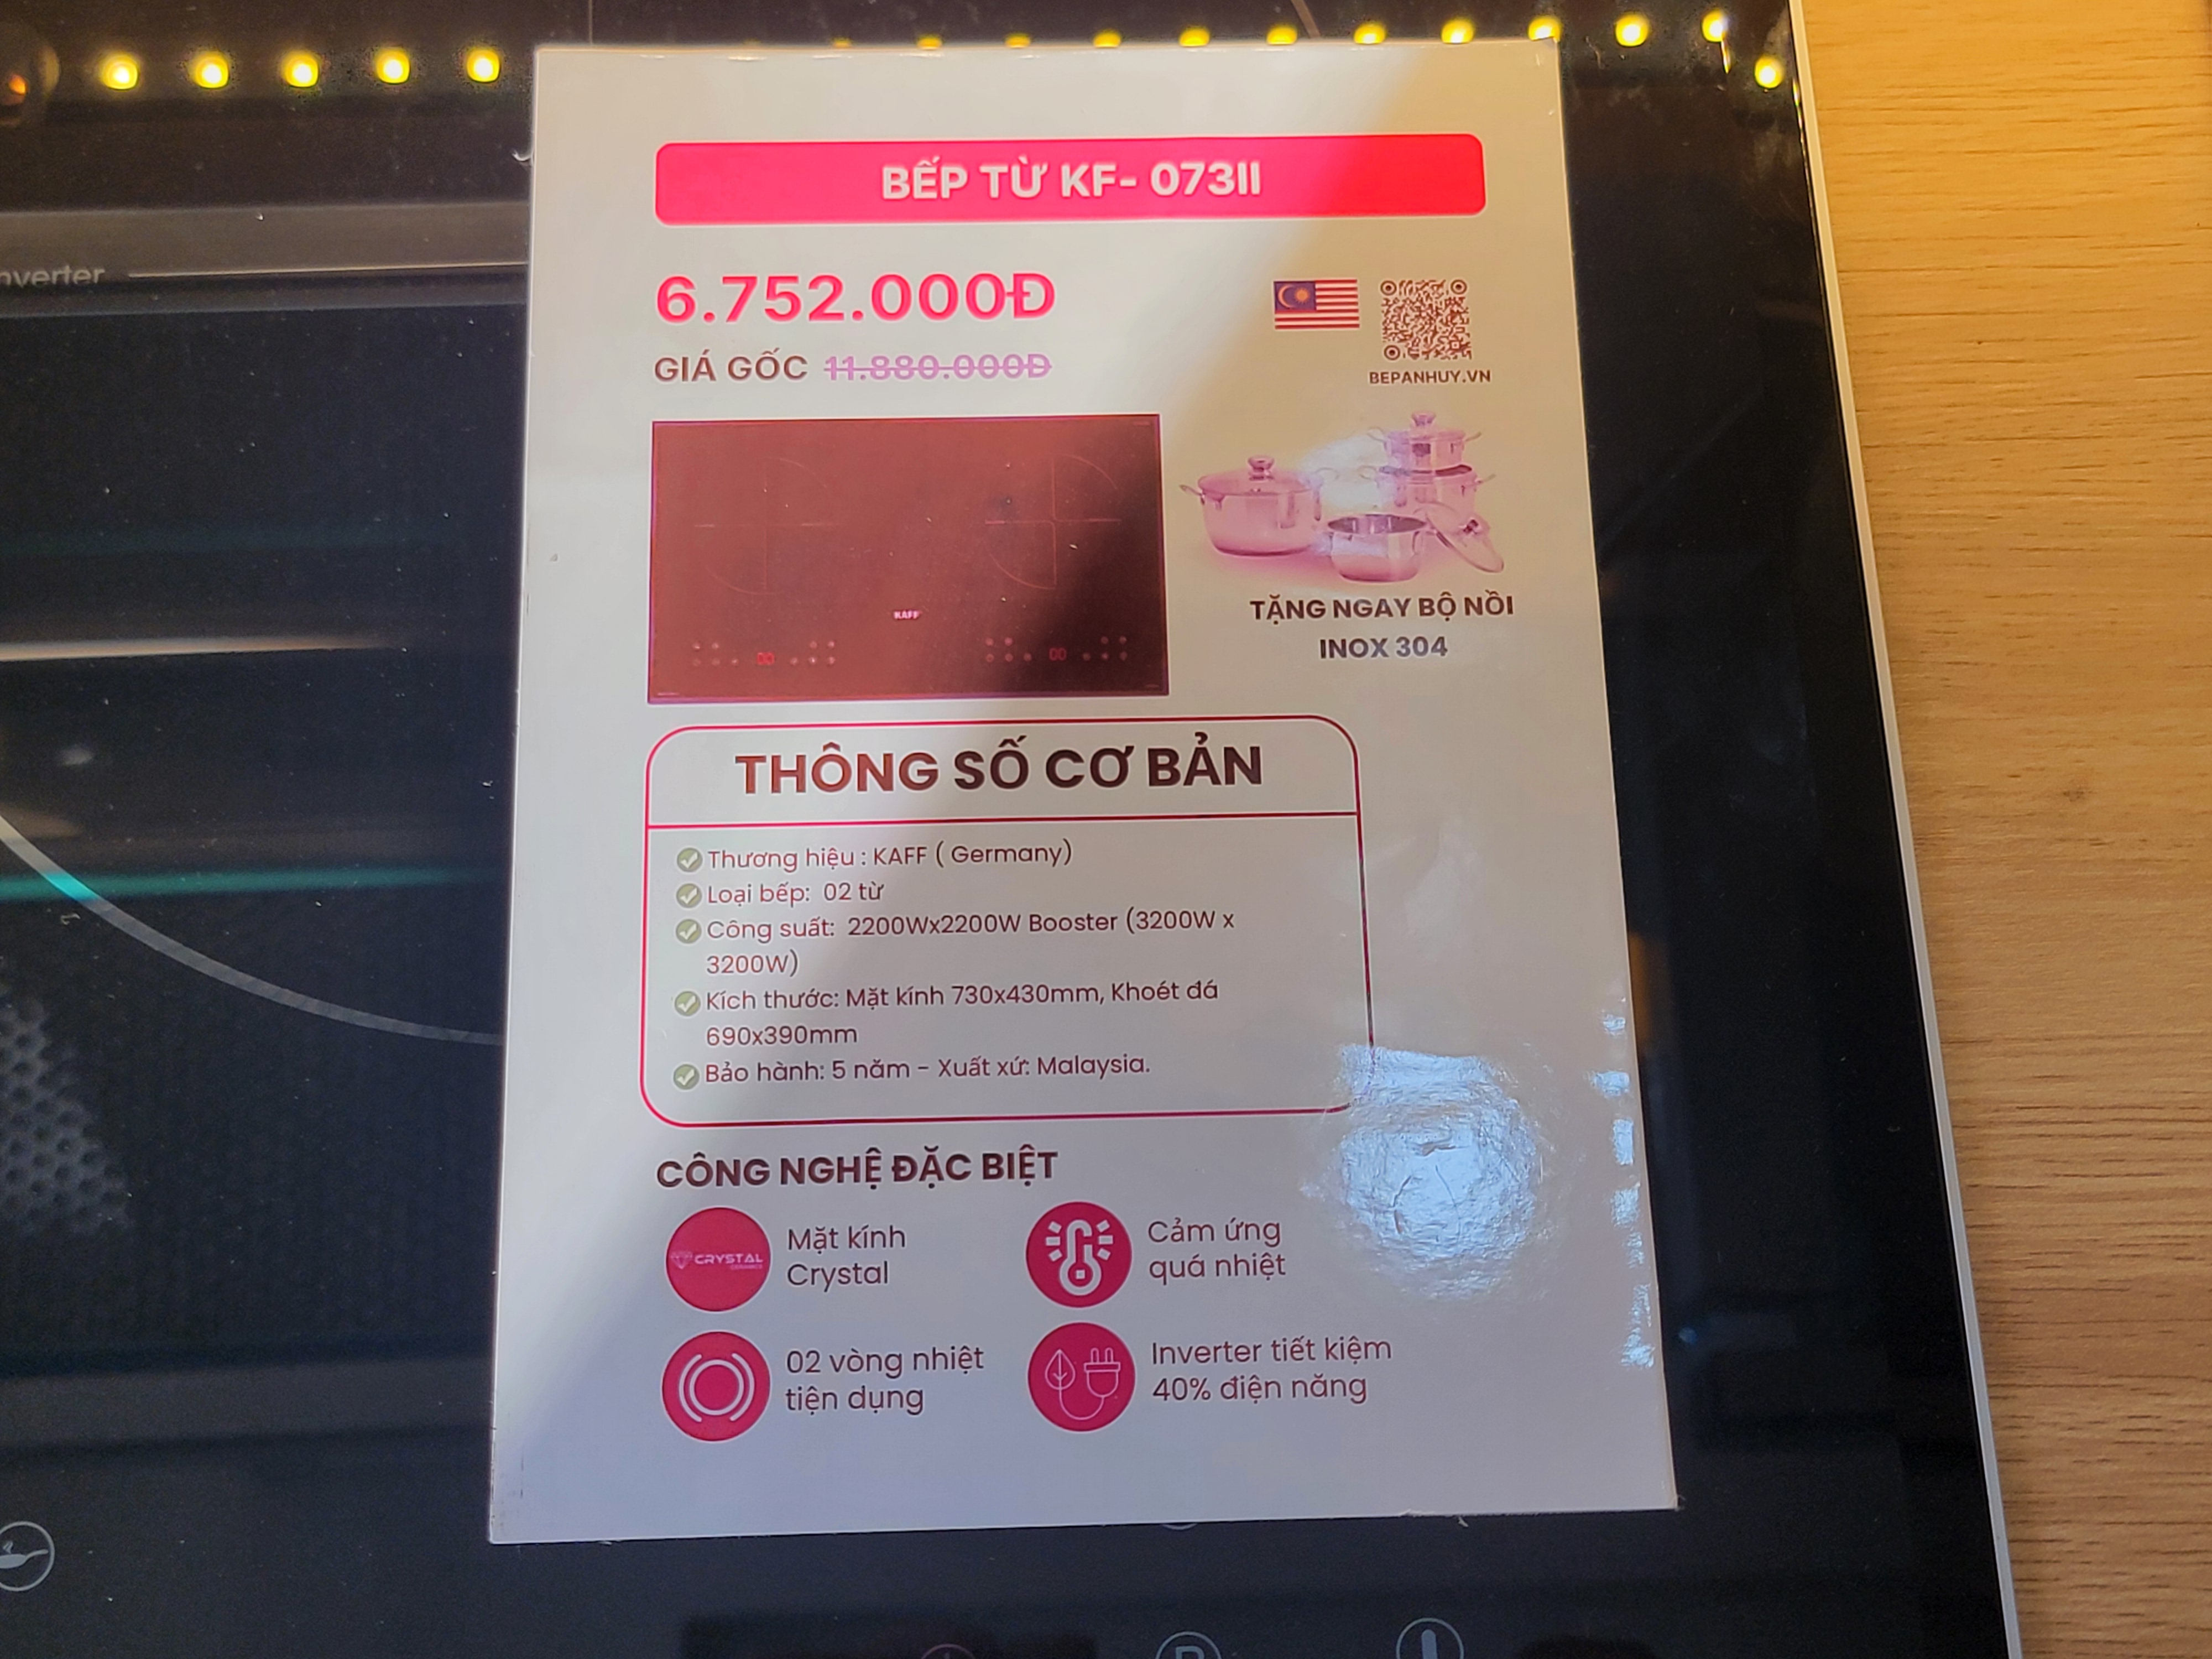 nverter
BẾP TỪ KF- 073II
6.752.000Đ
GIÁ GỐC 11.880.000Đ
BEPANHUY.VN
KAFF
00 00
TẶNG NGAY BỘ NỒI
INOX 304
THÔNG SỐ CƠ BẢN
Thương hiệu : KAFF ( Germany)
Loại bếp: 02 từ
Công suất: 2200Wx2200W Booster (3200W x
3200W)
Kích thước: Mặt kính 730x430mm, Khoét đá
690x390mm
Bảo hành: 5 năm - Xuất xứ: Malaysia.
CÔNG NGHỆ ĐẶC BIỆT
CRYSTAL
Mặt kính
Crystal
Cảm ứng
quá nhiệt
02 vòng nhiệt
tiện dụng
Inverter tiết kiệm
40% điện năng